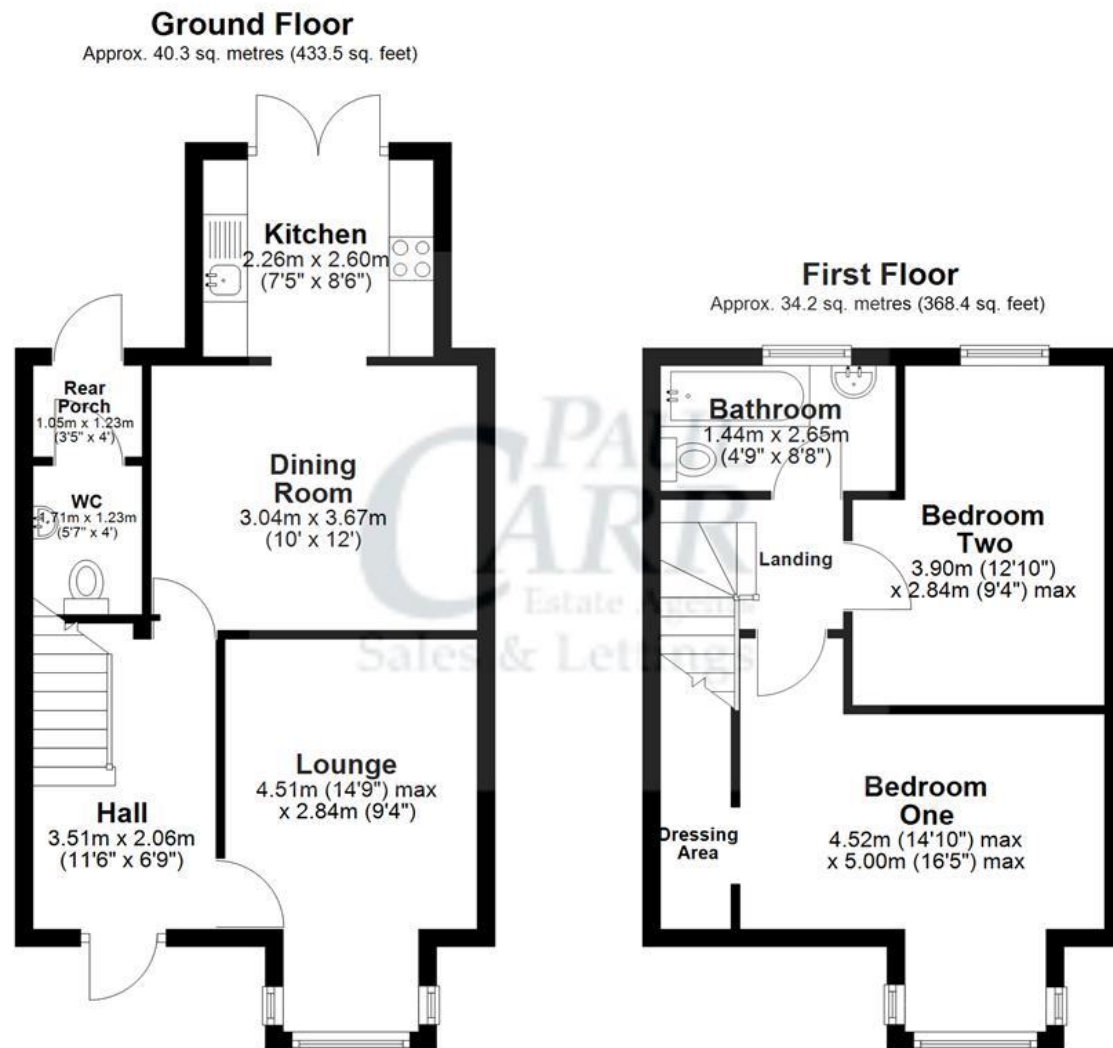 Ground Floor
Approx. 40.3 sq. metres (433.5 sq. feet)
Kitchen
2.26m x 2.60m
(7'5" x 8'6")
Rear
Porch
1.05m x 1.23m
(3'5" x 4')
WC
1.71m x 1.23m
(5'7" x 4')
Dining
Room
3.04m x 3.67m
(10' x 12')
Lounge
4.51m (14'9") max
x 2.84m (9'4")
Hall
3.51m x 2.06m
(11'6" x 6'9")
First Floor
Approx. 34.2 sq. metres (368.4 sq. feet)
Bathroom
1.44m x 2.65m
(4'9" x 8'8")
Landing
Bedroom
Two
3.90m (12'10")
x 2.84m (9'4") max
Bedroom
One
4.52m (14'10") max
x 5.00m (16'5") max
Dressing
Area
PAUL
CARR
Estate Agents
Sales & Lettings